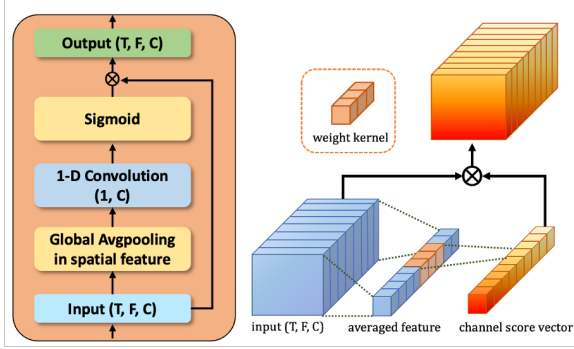 Output (T, F, C)
Sigmoid
1-D Convolution
(1, C)
Global Avgpooling
in spatial feature
Input (T, F, C)
weight kernel
input (T, F, C)
averaged feature
channel score vector